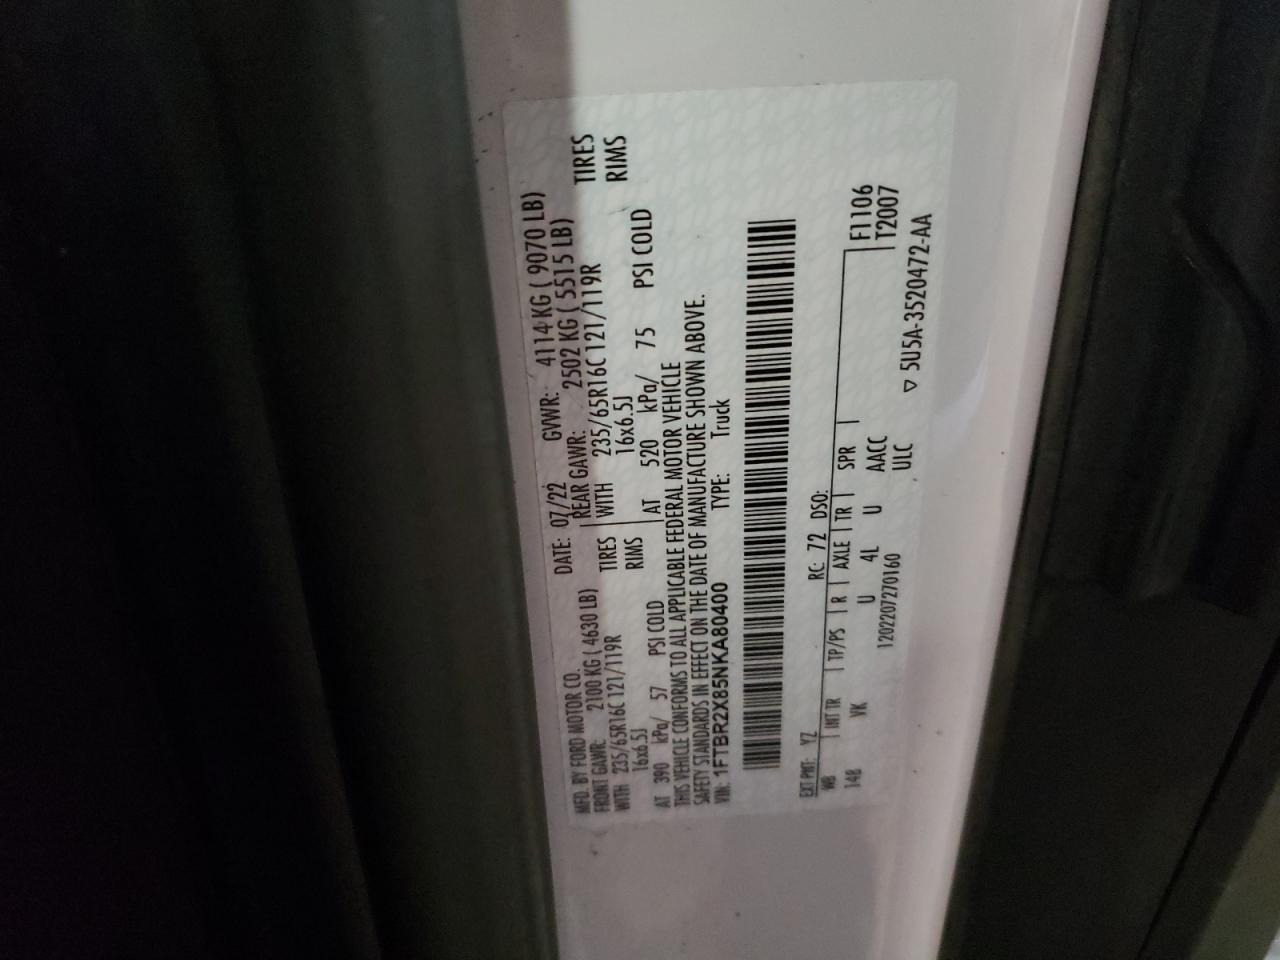 MFD. BY FORD MOTOR CO. DATE: 07/22 GVWR: 4114 KG ( 9070 LB)
FRONT GAWR: 2100 KG ( 4630 LB) REAR GAWR: 2502 KG ( 5515 LB)
WITH 235/65R16C 121/119R TIRES WITH 235/65R16C 121/119R TIRES
16x6.5J RIMS 16x6.5J RIMS
AT 390 kPa/ 57 PSI COLD AT 520 kPa/ 75 PSI COLD
THIS VEHICLE CONFORMS TO ALL APPLICABLE FEDERAL MOTOR VEHICLE
SAFETY STANDARDS IN EFFECT ON THE DATE OF MANUFACTURE SHOWN ABOVE.
VIN: 1FTBR2X85NKA80400 TYPE: Truck
EXT PNT: YZ RC: 72 DSO:
WB INT TR TP/PS R AXLE TR SPR F1106
148 VK U 4L U AACC T2007
1202207270160 ULC
▽ 5U5A-3520472-AA